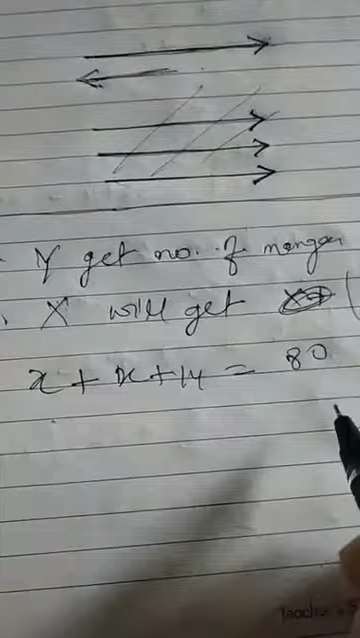 Y get no. of mangoes
X will get
x + x + 14 = 80